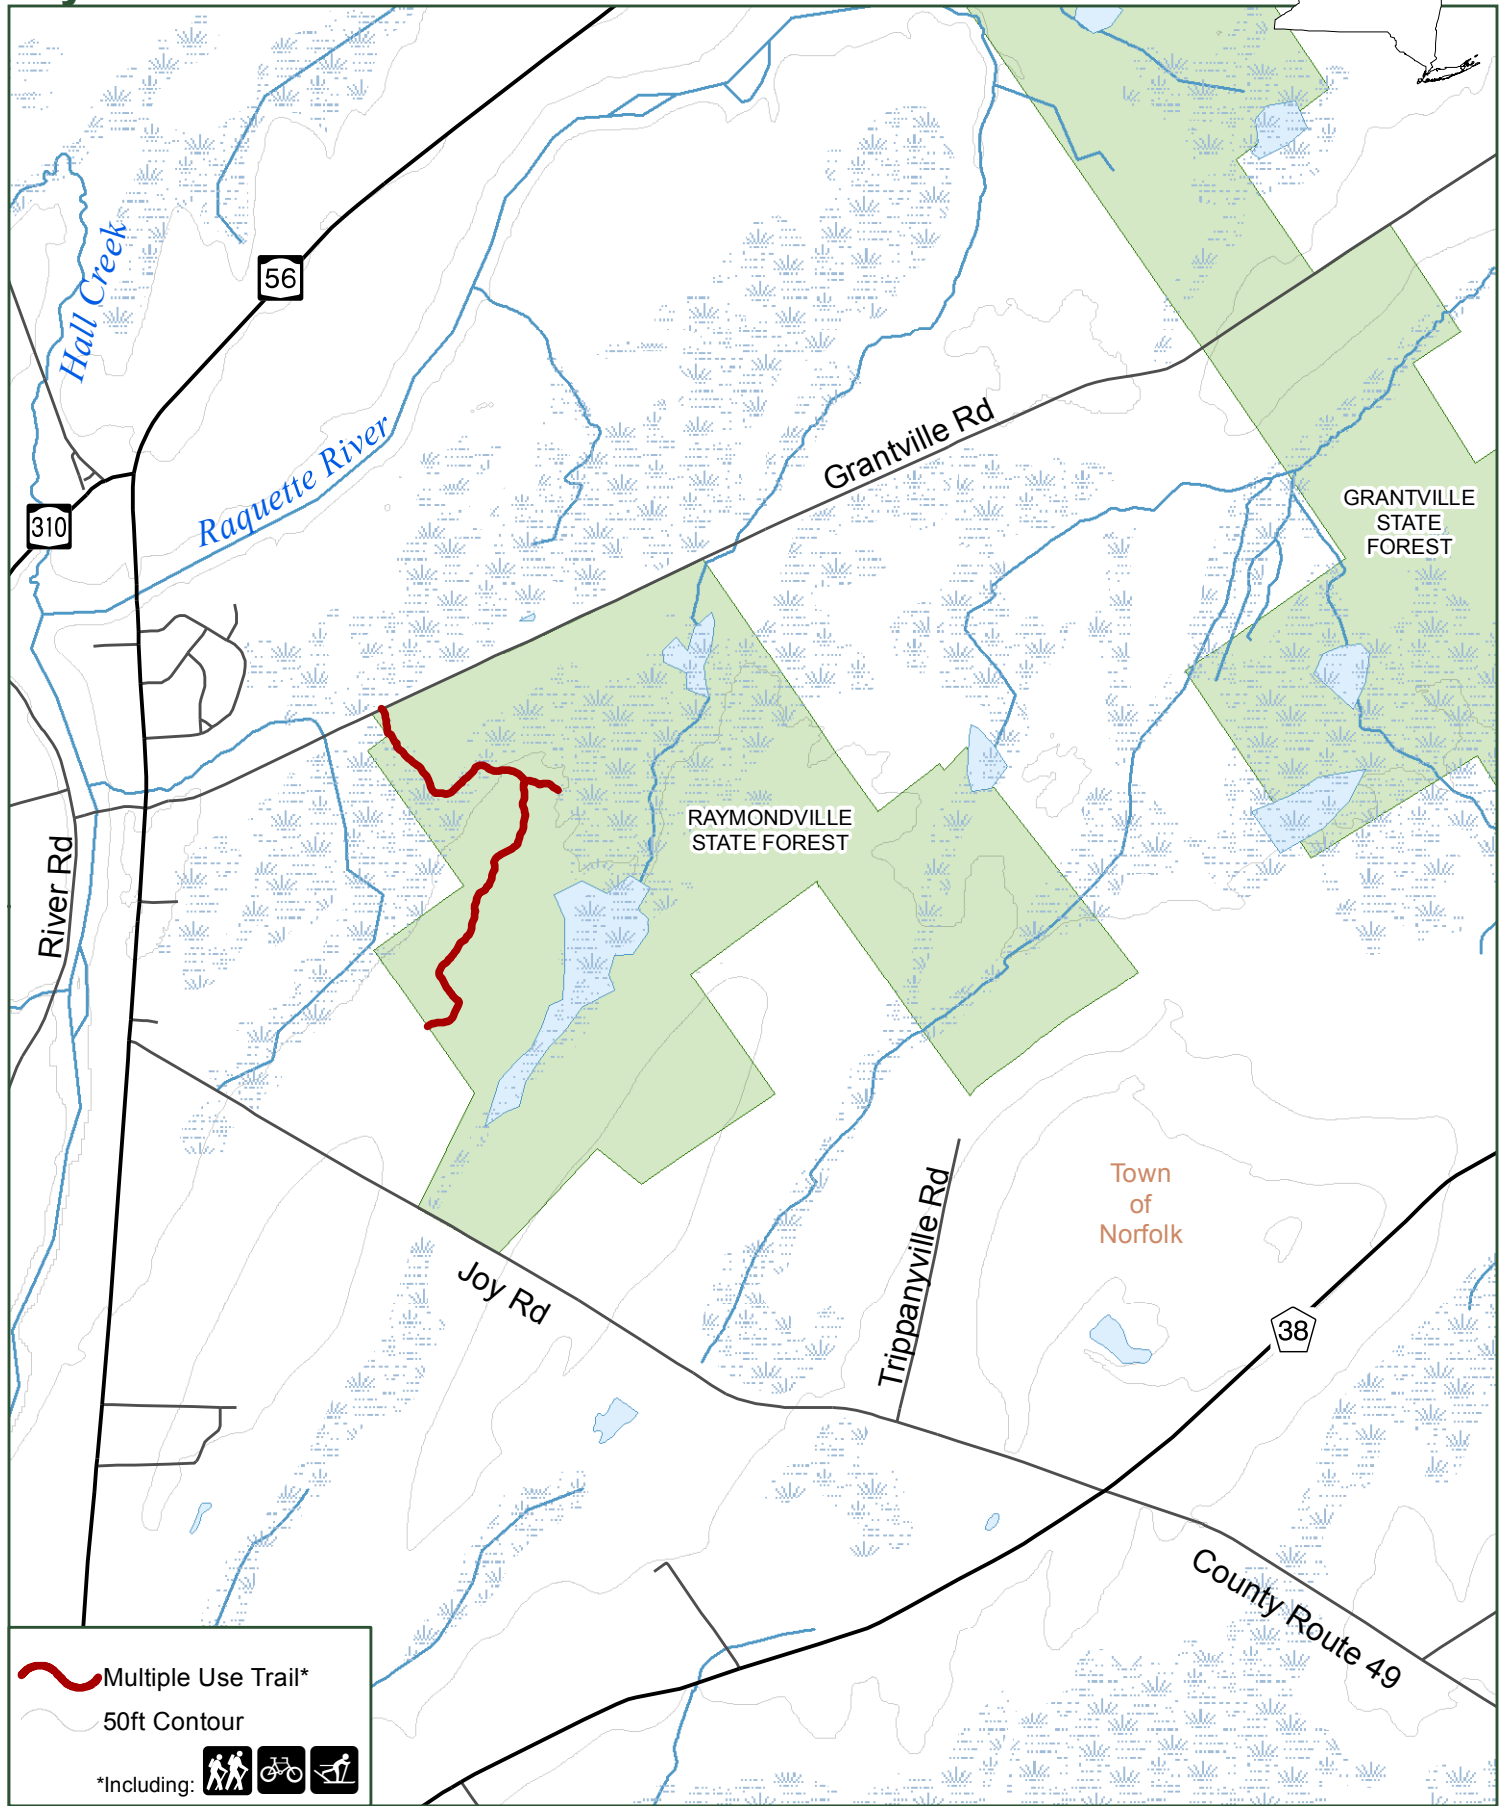 Hall Creek
56
310
Raquette River
Grantville Rd
GRANTVILLE
STATE
FOREST
RAYMONDVILLE
STATE FOREST
River Rd
Joy Rd
Trippanyville Rd
Town
of
Norfolk
38
County Route 49
Multiple Use Trail*
50ft Contour
*Including: